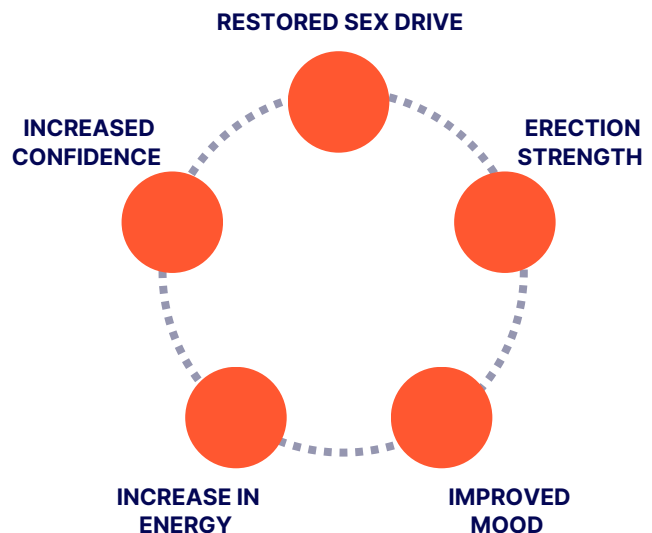 RESTORED SEX DRIVE
INCREASED
CONFIDENCE
ERECTION
STRENGTH
INCREASE IN
ENERGY
IMPROVED
MOOD